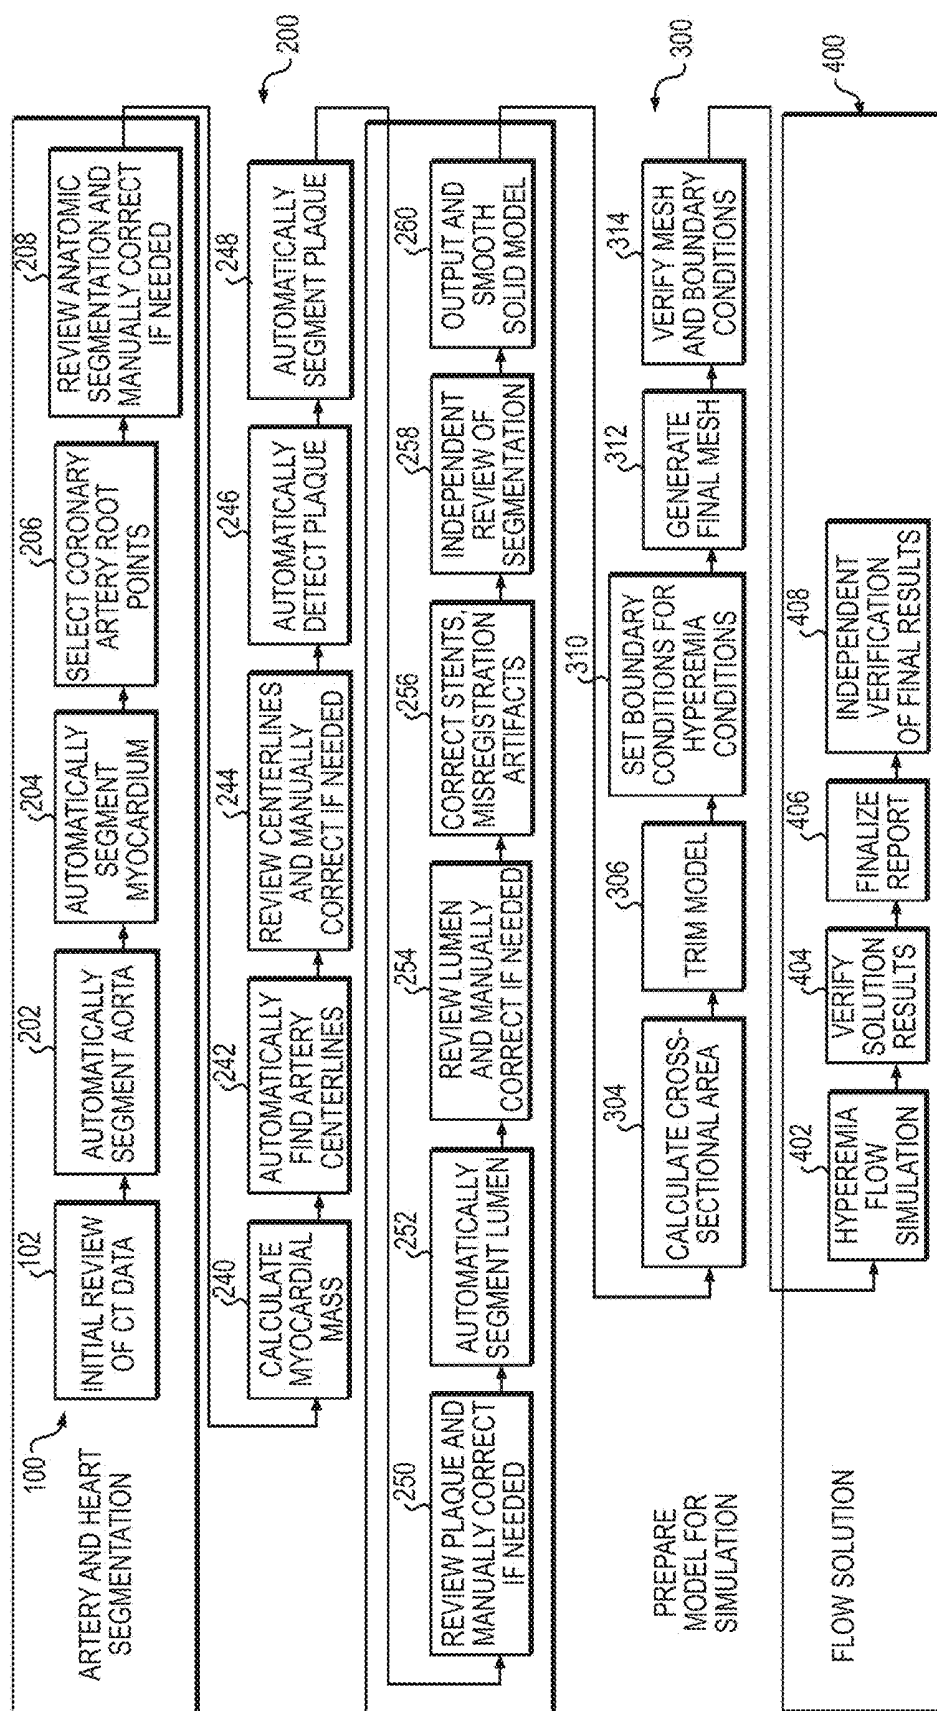 100
ARTERY AND HEART
SEGMENTATION
102
INITIAL REVIEW
OF CT DATA
202
AUTOMATICALLY
SEGMENT AORTA
204
AUTOMATICALLY
SEGMENT
MYOCARDIUM
206
SELECT CORONARY
ARTERY ROOT
POINTS
208
REVIEW ANATOMIC
SEGMENTATION AND
MANUALLY CORRECT
IF NEEDED
200
240
CALCULATE
MYOCARDIAL
MASS
242
AUTOMATICALLY
FIND ARTERY
CENTERLINES
244
REVIEW CENTERLINES
AND MANUALLY
CORRECT IF NEEDED
246
AUTOMATICALLY
DETECT PLAQUE
248
AUTOMATICALLY
SEGMENT PLAQUE
250
REVIEW PLAQUE AND
MANUALLY CORRECT
IF NEEDED
252
AUTOMATICALLY
SEGMENT LUMEN
254
REVIEW LUMEN
AND MANUALLY
CORRECT IF NEEDED
256
CORRECT STENTS,
MISREGISTRATION
ARTIFACTS
258
INDEPENDENT
REVIEW OF
SEGMENTATION
260
OUTPUT AND
SMOOTH
SOLID MODEL
300
PREPARE
MODEL FOR
SIMULATION
304
CALCULATE CROSS-
SECTIONAL AREA
306
TRIM MODEL
310
SET BOUNDARY
CONDITIONS FOR
HYPEREMIA
CONDITIONS
312
GENERATE
FINAL MESH
314
VERIFY MESH
AND BOUNDARY
CONDITIONS
400
FLOW SOLUTION
402
HYPEREMIA
FLOW
SIMULATION
404
VERIFY
SOLUTION
RESULTS
406
FINALIZE
REPORT
408
INDEPENDENT
VERIFICATION
OF FINAL RESULTS